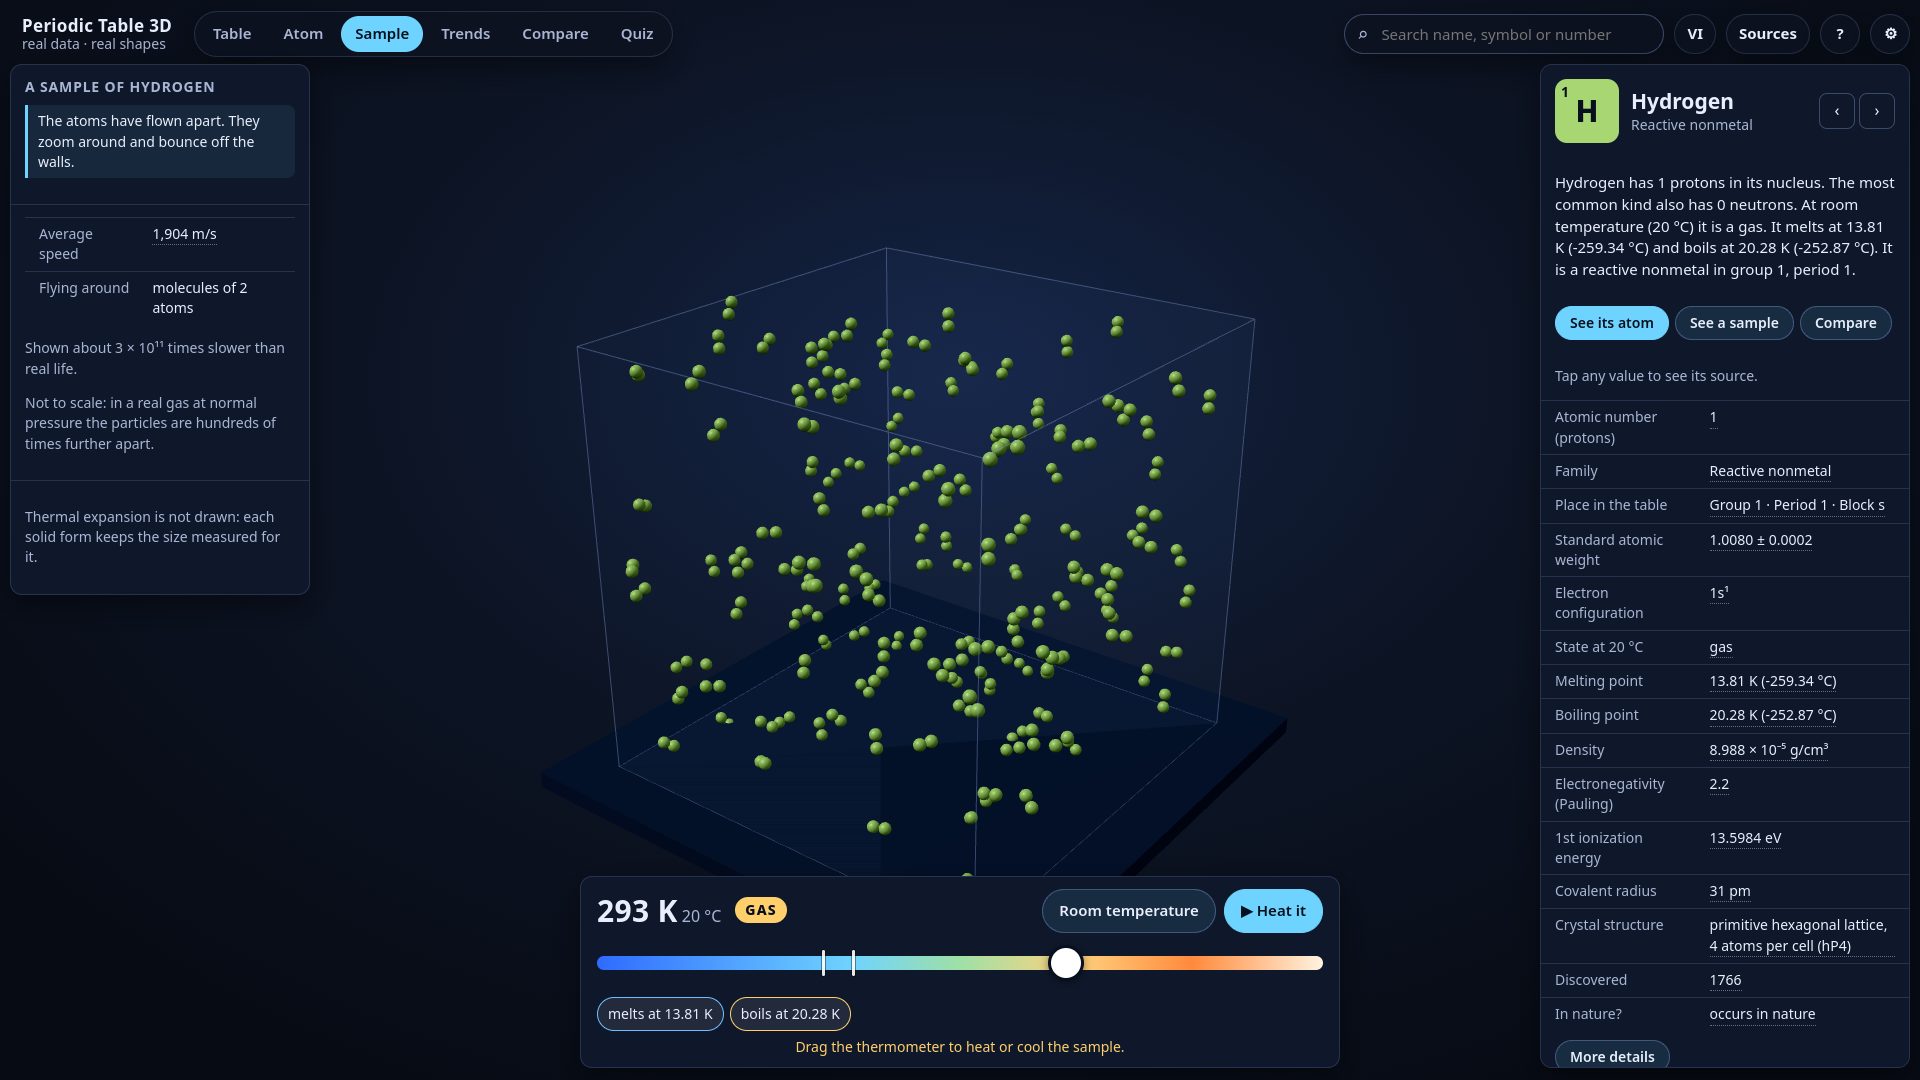 Periodic Table 3D
real data · real shapes
Table
Atom
Sample
Trends
Compare
Quiz
Search name, symbol or number
VI
Sources
?
A SAMPLE OF HYDROGEN
The atoms have flown apart. They
zoom around and bounce off the
walls.
Average
speed
1,904 m/s
Flying around
molecules of 2
atoms
Shown about 3 × 10¹¹ times slower than
real life.
Not to scale: in a real gas at normal
pressure the particles are hundreds of
times further apart.
Thermal expansion is not drawn: each
solid form keeps the size measured for
it.
293 K 20 °C
GAS
Room temperature
▶ Heat it
melts at 13.81 K
boils at 20.28 K
Drag the thermometer to heat or cool the sample.
1
H
Hydrogen
Reactive nonmetal
‹
›
Hydrogen has 1 protons in its nucleus. The most
common kind also has 0 neutrons. At room
temperature (20 °C) it is a gas. It melts at 13.81
K (-259.34 °C) and boils at 20.28 K (-252.87 °C). It
is a reactive nonmetal in group 1, period 1.
See its atom
See a sample
Compare
Tap any value to see its source.
Atomic number
(protons)
1
Family
Reactive nonmetal
Place in the table
Group 1 · Period 1 · Block s
Standard atomic
weight
1.0080 ± 0.0002
Electron
configuration
1s¹
State at 20 °C
gas
Melting point
13.81 K (-259.34 °C)
Boiling point
20.28 K (-252.87 °C)
Density
8.988 × 10⁻⁵ g/cm³
Electronegativity
(Pauling)
2.2
1st ionization
energy
13.5984 eV
Covalent radius
31 pm
Crystal structure
primitive hexagonal lattice,
4 atoms per cell (hP4)
Discovered
1766
In nature?
occurs in nature
More details